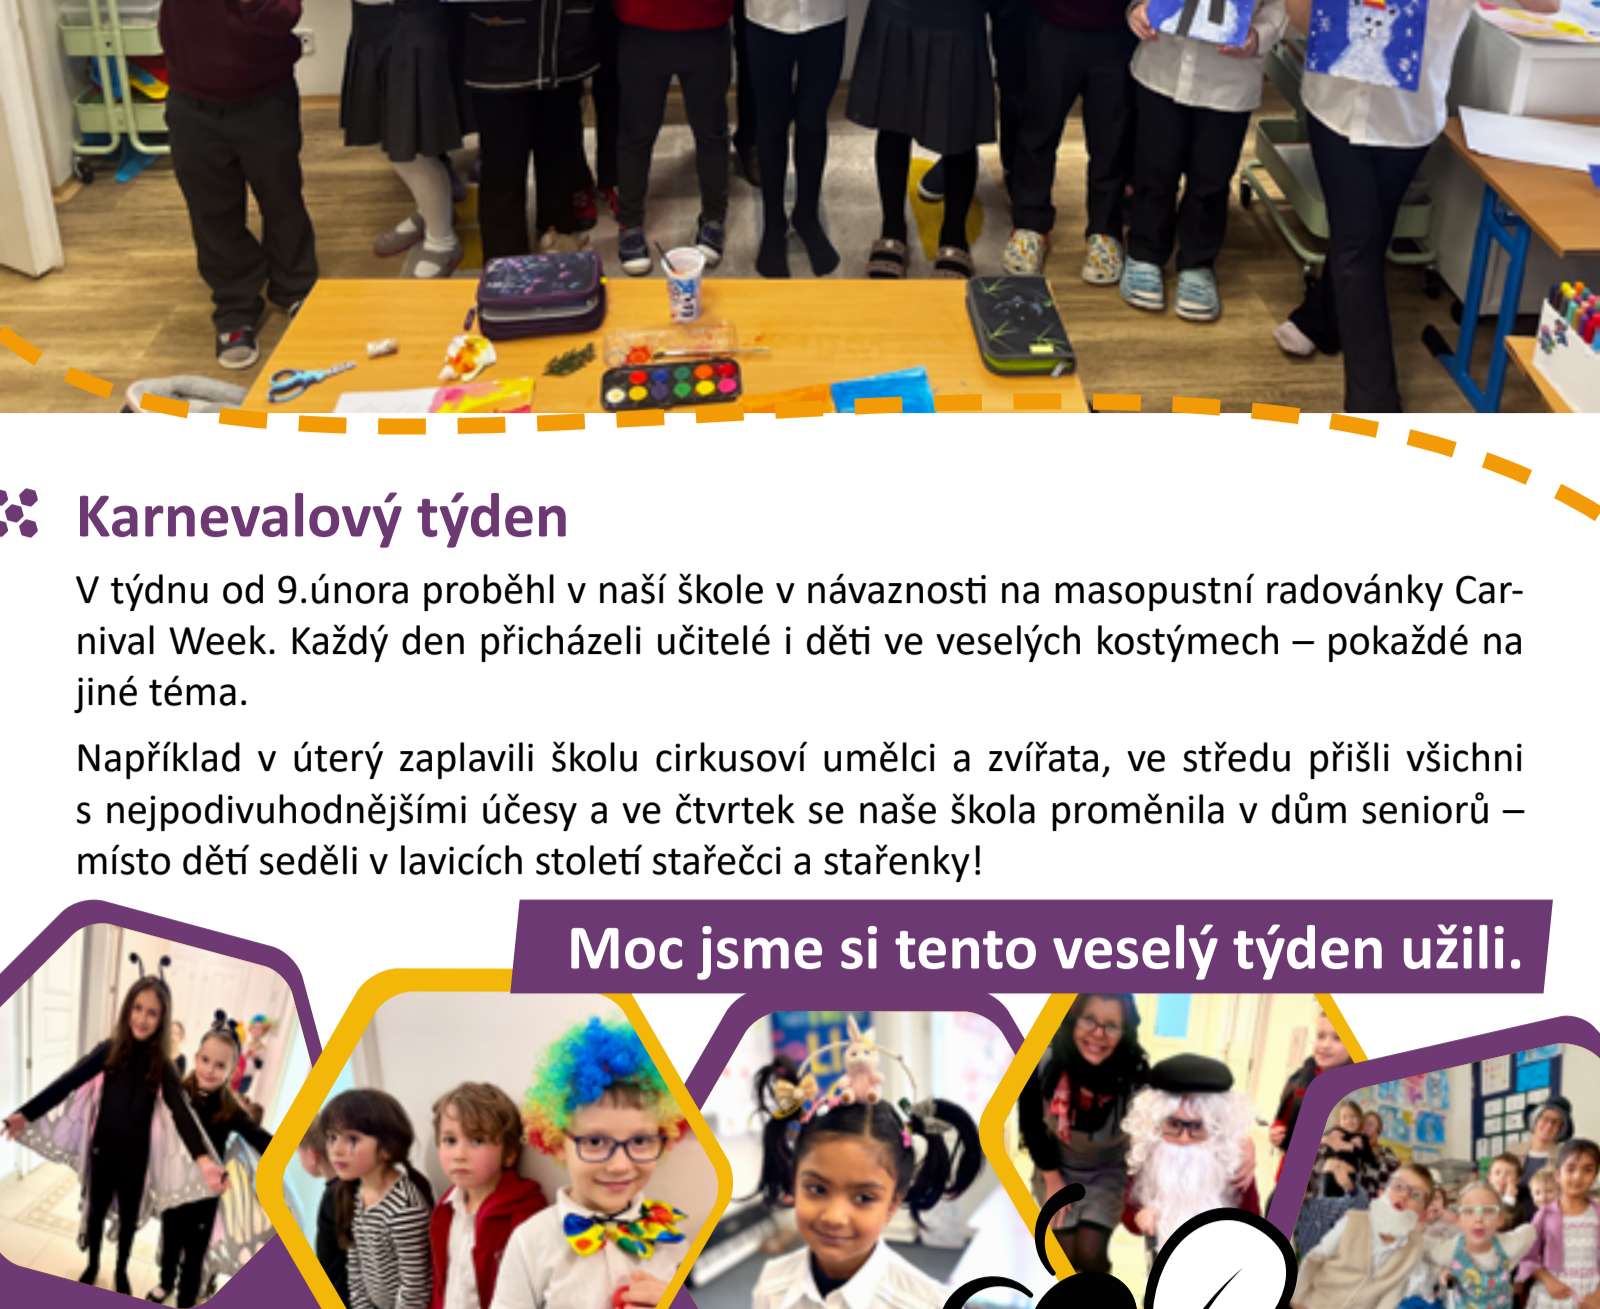 Karnevalový týden
V týdnu od 9.února proběhl v naší škole v návaznosti na masopustní radovánky Car-
nival Week. Každý den přicházeli učitelé i děti ve veselých kostýmech – pokaždé na
jiné téma.
Například v úterý zaplavili školu cirkusoví umělci a zvířata, ve středu přišli všichni
s nejpodivuhodnějšími účesy a ve čtvrtek se naše škola proměnila v dům seniorů –
místo dětí seděli v lavicích století stařečci a stařenky!
Moc jsme si tento veselý týden užili.